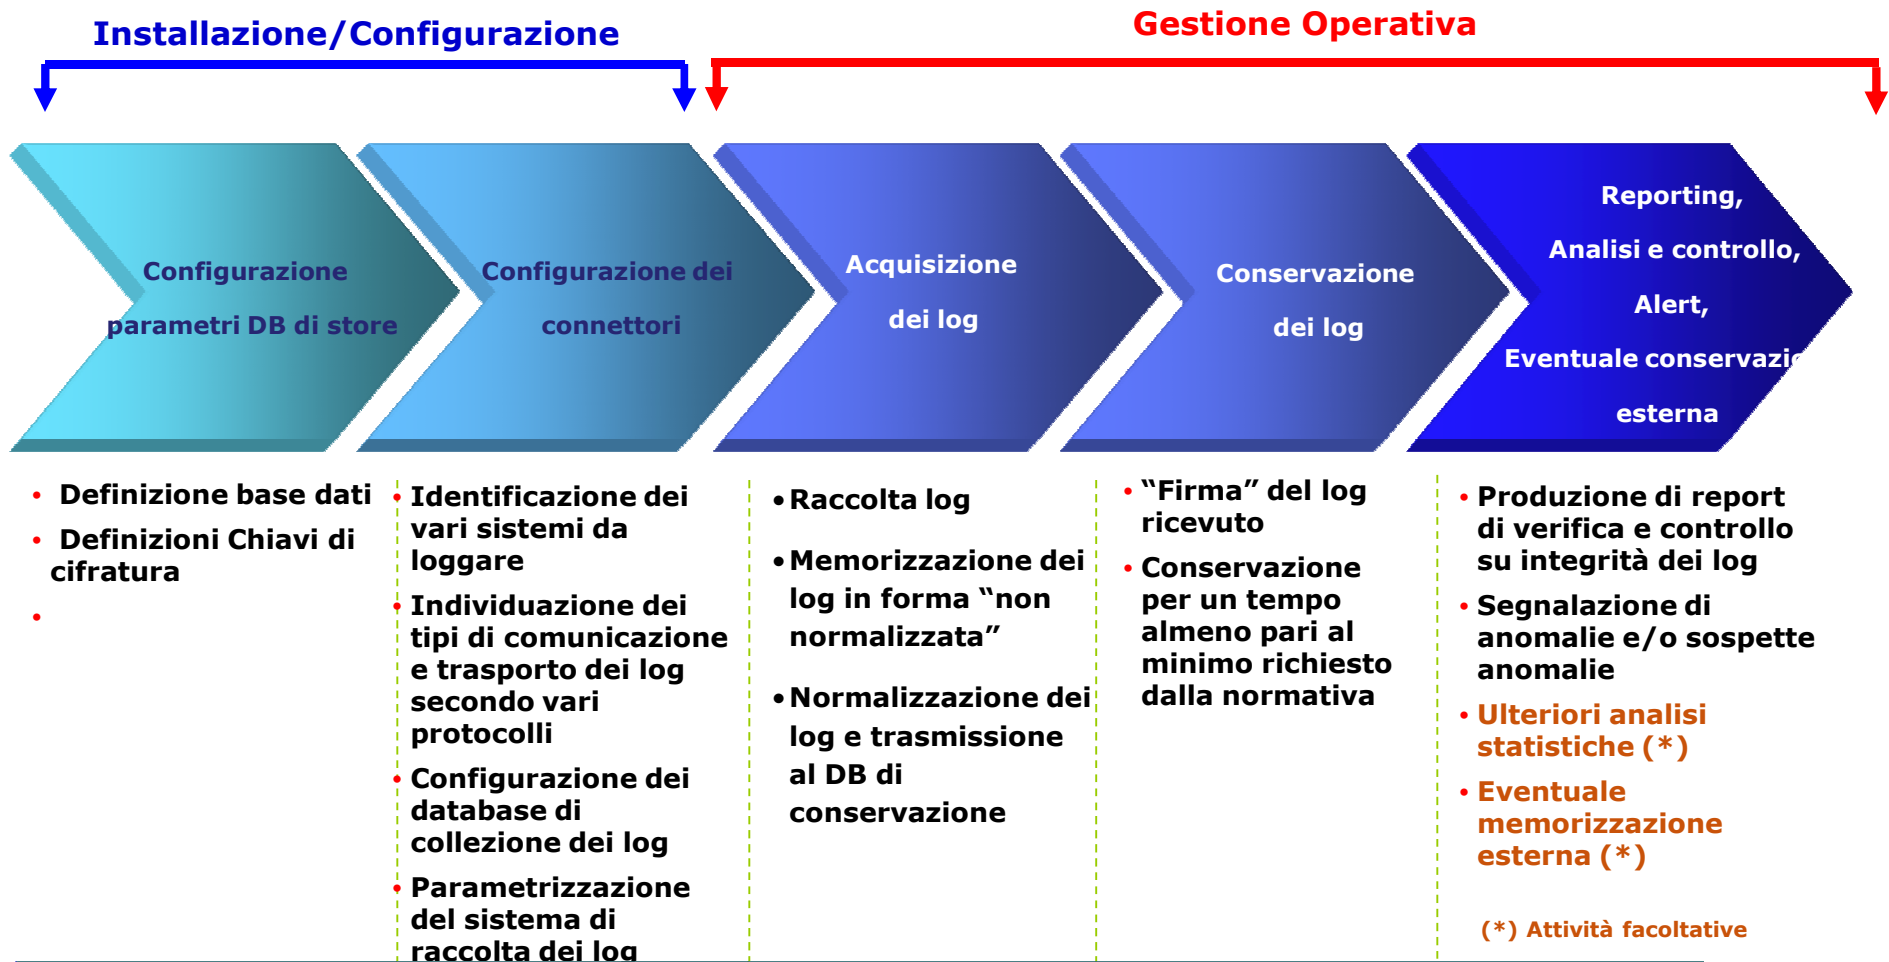 Installazione/Configurazione
Gestione Operativa
Configurazione
parametri DB di store
Configurazione dei
connettori
Acquisizione
dei log
Conservazione
dei log
Reporting,
Analisi e controllo,
Alert,
Eventuale conservazio
esterna
• Definizione base dati
• Definizioni Chiavi di
cifratura
•
• Identificazione dei
vari sistemi da
loggare
• Individuazione dei
tipi di comunicazione
e trasporto dei log
secondo vari
protocolli
• Configurazione dei
database di
collezione dei log
• Parametrizzazione
del sistema di
raccolta dei log
• Raccolta log
• Memorizzazione dei
log in forma “non
normalizzata”
• Normalizzazione dei
log e trasmissione
al DB di
conservazione
• “Firma” del log
ricevuto
• Conservazione
per un tempo
almeno pari al
minimo richiesto
dalla normativa
• Produzione di report
di verifica e controllo
su integrità dei log
• Segnalazione di
anomalie e/o sospette
anomalie
• Ulteriori analisi
statistiche (*)
• Eventuale
memorizzazione
esterna (*)
(*) Attività facoltative